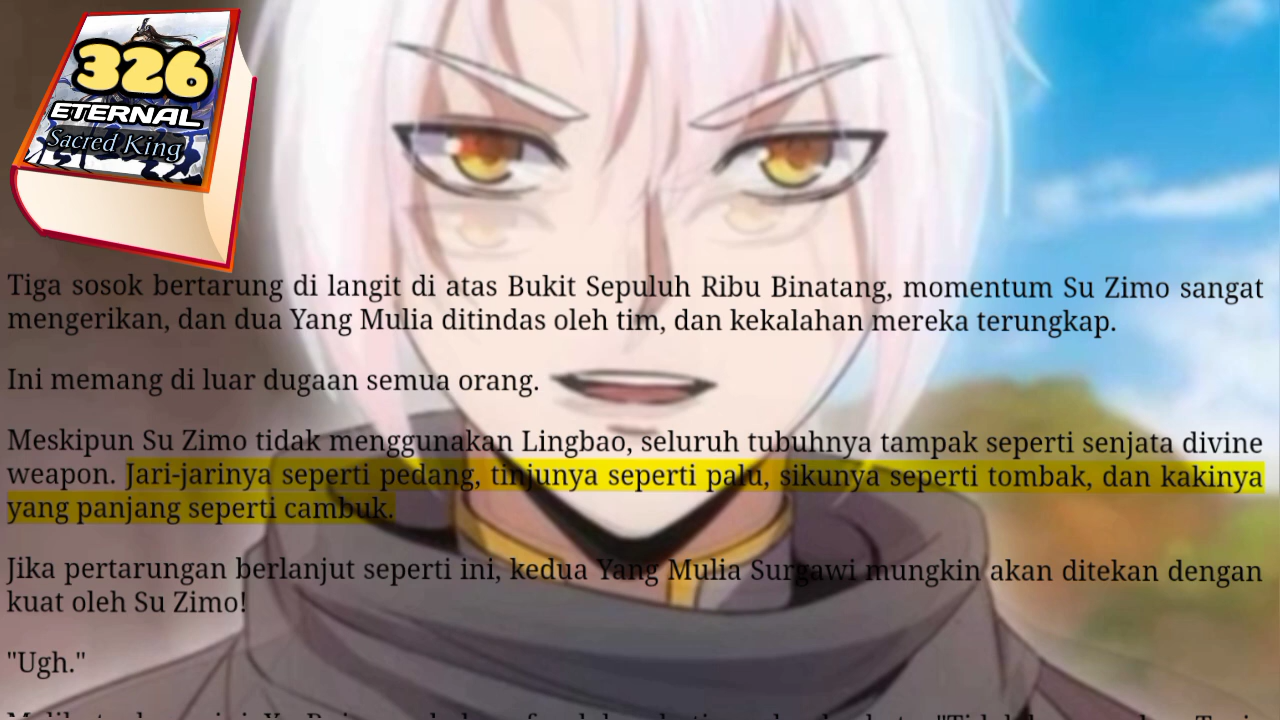 326
ETERNAL
Sacred King
Tiga sosok bertarung di langit di atas Bukit Sepuluh Ribu Binatang, momentum Su Zimo sangat
mengerikan, dan dua Yang Mulia ditindas oleh tim, dan kekalahan mereka terungkap.
Ini memang di luar dugaan semua orang.
Meskipun Su Zimo tidak menggunakan Lingbao, seluruh tubuhnya tampak seperti senjata divine
weapon. Jari-jarinya seperti pedang, tinjunya seperti palu, sikunya seperti tombak, dan kakinya
yang panjang seperti cambuk.
Jika pertarungan berlanjut seperti ini, kedua Yang Mulia Surgawi mungkin akan ditekan dengan
kuat oleh Su Zimo!
"Ugh."